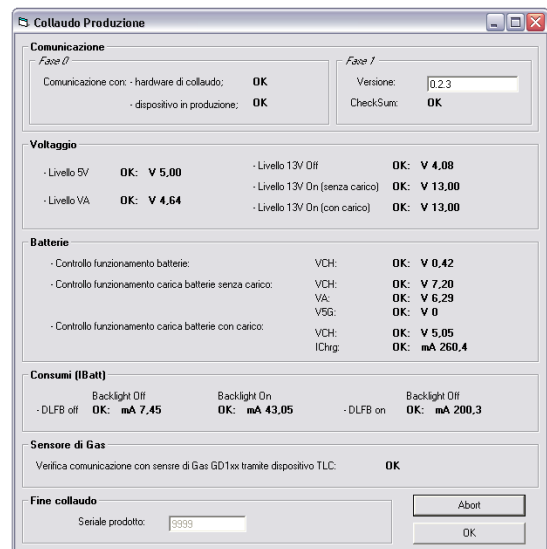 Collaudo Produzione
Comunicazione
Fase 0
Fase 1
Comunicazione con: - hardware di collaudo; OK
Versione: 0.2.3
- dispositivo in produzione; OK
CheckSum: OK
Voltaggio
- Livello 5V OK: V 5,00
- Livello 13V Off OK: V 4,08
- Livello 13V On (senza carico) OK: V 13,00
- Livello VA OK: V 4,64
- Livello 13V On (con carico) OK: V 13,00
Batterie
- Controllo funzionamento batterie: VCH: OK: V 0,42
- Controllo funzionamento carica batterie senza carico: VCH: OK: V 7,20
VA: OK: V 6,29
V5G: OK: V 0
- Controllo funzionamento carica batterie con carico: VCH: OK: V 5,05
IChrg: OK: mA 260,4
Consumi (IBatt)
Backlight Off Backlight On Backlight Off
- DLFB off OK: mA 7,45 OK: mA 43,05 - DLFB on OK: mA 200,3
Sensore di Gas
Verifica comunicazione con sensre di Gas GD1xx tramite dispositivo TLC: OK
Fine collaudo
Seriale prodotto: 9999
Abort
OK